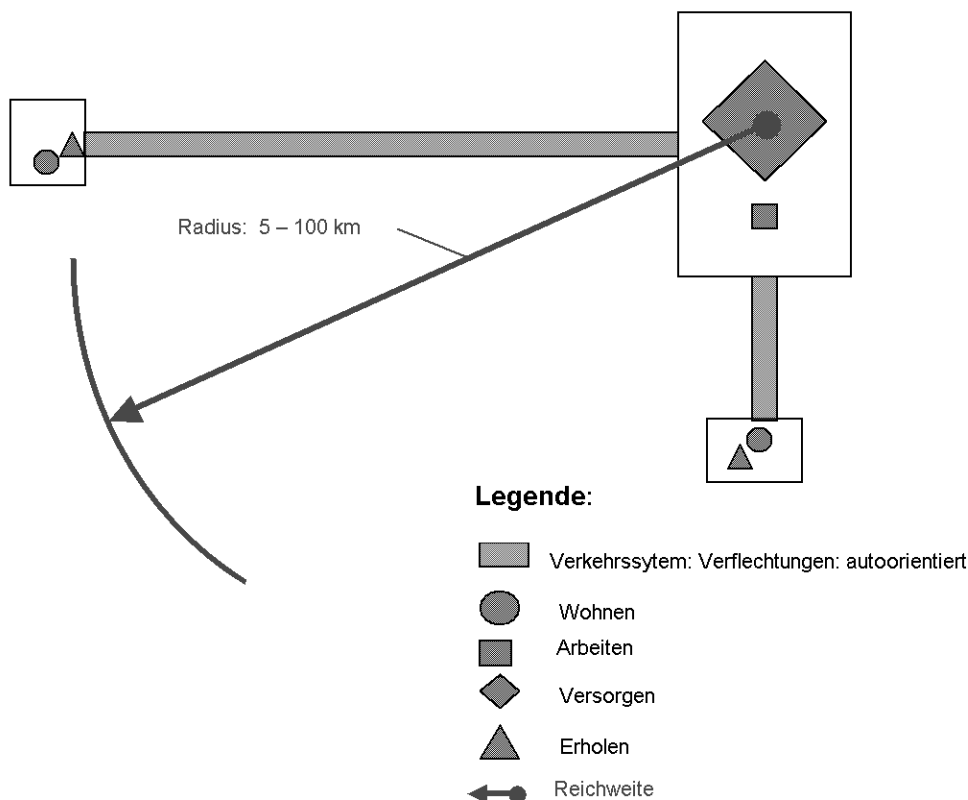 Radius: 5 – 100 km
Legende:
Verkehrssytem: Verflechtungen: autoorientiert
Wohnen
Arbeiten
Versorgen
Erholen
Reichweite